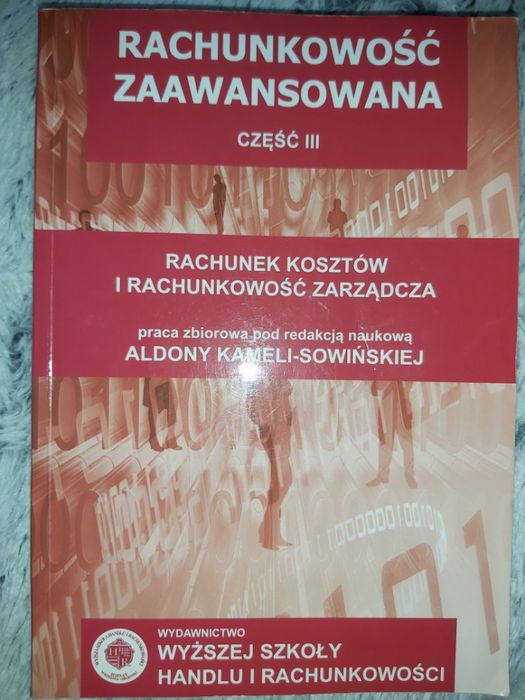 RACHUNKOWOŚĆ
ZAAWANSOWANA
CZĘŚĆ III
RACHUNEK KOSZTÓW
I RACHUNKOWOŚĆ ZARZĄDCZA
praca zbiorowa pod redakcją naukową
ALDONY KAMELI-SOWIŃSKIEJ
WYDAWNICTWO
WYŻSZEJ SZKOŁY
HANDLU I RACHUNKOWOŚCI